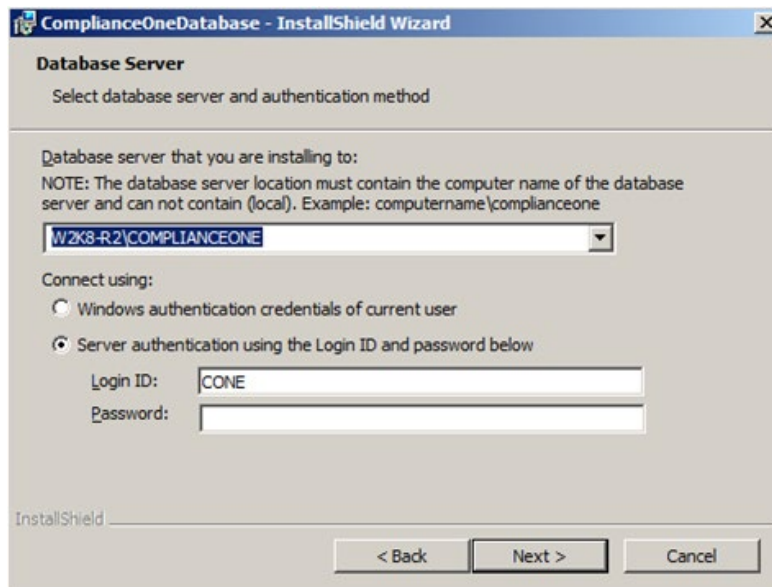 ComplianceOneDatabase - InstallShield Wizard
Database Server
Select database server and authentication method
Database server that you are installing to:
NOTE: The database server location must contain the computer name of the database
server and can not contain (local). Example: computername\complianceone
W2K8-R2\COMPLIANCEONE
Connect using:
Windows authentication credentials of current user
Server authentication using the Login ID and password below
Login ID: CONE
Password:
InstallShield
< Back Next > Cancel